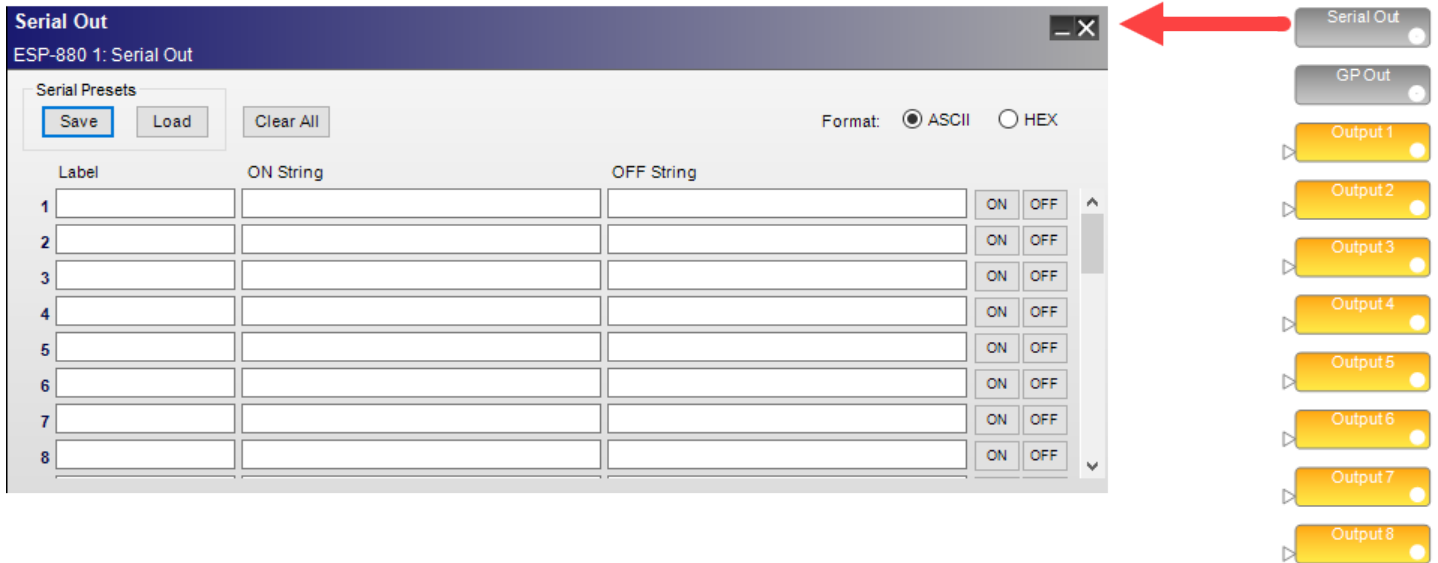 Serial Out
ESP-880 1: Serial Out
Serial Presets
Save Load Clear All Format: ASCII HEX
Label ON String OFF String
1 ON OFF
2 ON OFF
3 ON OFF
4 ON OFF
5 ON OFF
6 ON OFF
7 ON OFF
8 ON OFF
Serial Out
GP Out
Output 1
Output 2
Output 3
Output 4
Output 5
Output 6
Output 7
Output 8